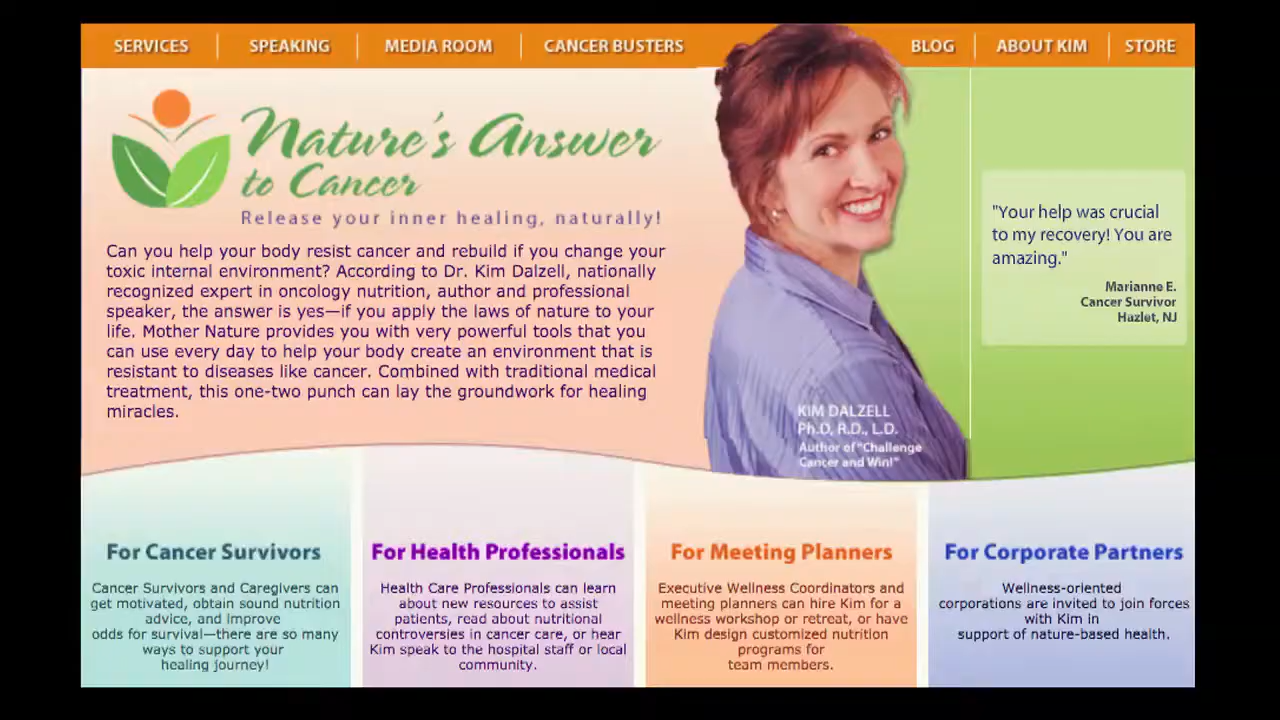 SERVICES
SPEAKING
MEDIA ROOM
CANCER BUSTERS
BLOG
ABOUT KIM
STORE
Nature's Answer
to Cancer
Release your inner healing, naturally!
Can you help your body resist cancer and rebuild if you change your
toxic internal environment? According to Dr. Kim Dalzell, nationally
recognized expert in oncology nutrition, author and professional
speaker, the answer is yes—if you apply the laws of nature to your
life. Mother Nature provides you with very powerful tools that you
can use every day to help your body create an environment that is
resistant to diseases like cancer. Combined with traditional medical
treatment, this one-two punch can lay the groundwork for healing
miracles.
KIM DALZELL
Ph.D, R.D., L.D.
Author of "Challenge
Cancer and Win!"
"Your help was crucial
to my recovery! You are
amazing."
Marianne E.
Cancer Survivor
Hazlet, NJ
For Cancer Survivors
Cancer Survivors and Caregivers can
get motivated, obtain sound nutrition
advice, and improve
odds for survival—there are so many
ways to support your
healing journey!
For Health Professionals
Health Care Professionals can learn
about new resources to assist
patients, read about nutritional
controversies in cancer care, or hear
Kim speak to the hospital staff or local
community.
For Meeting Planners
Executive Wellness Coordinators and
meeting planners can hire Kim for a
wellness workshop or retreat, or have
Kim design customized nutrition
programs for
team members.
For Corporate Partners
Wellness-oriented
corporations are invited to join forces
with Kim in
support of nature-based health.